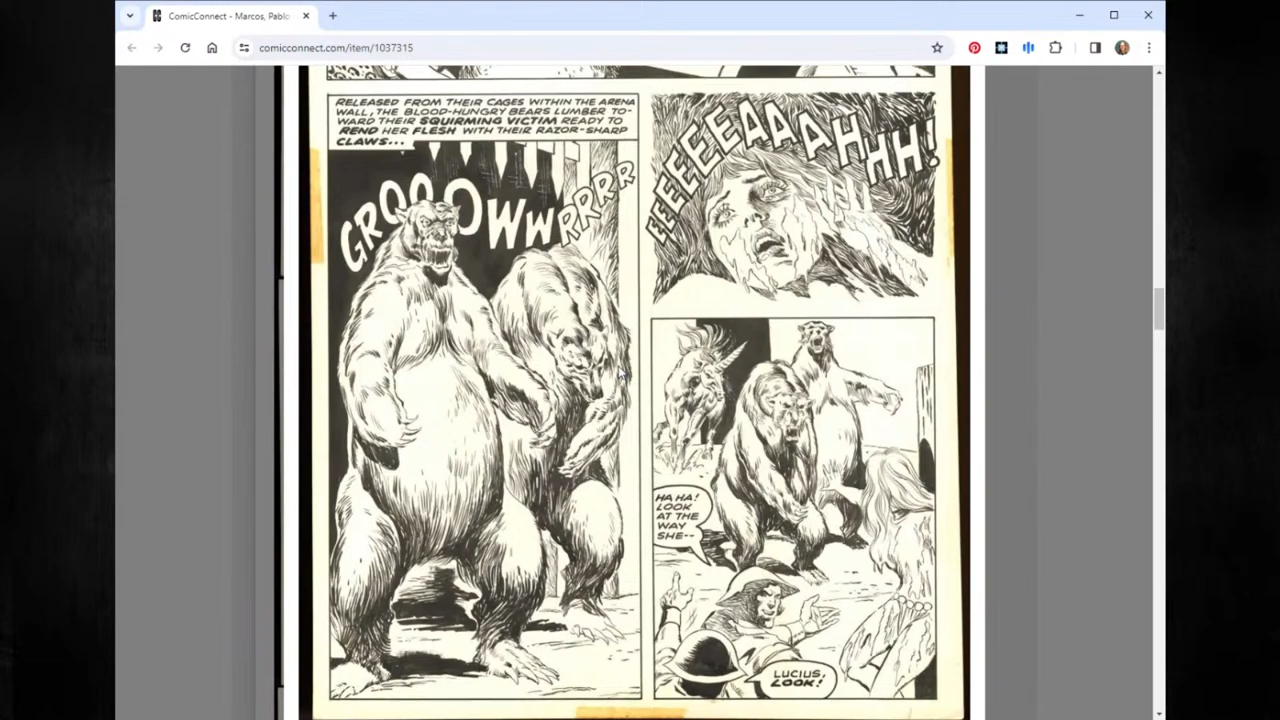 ComicConnect - Marcos, Pablo
comicconnect.com/item/1037315
RELEASED FROM THEIR CAGES WITHIN THE ARENA
WALL, THE BLOOD-HUNGRY BEARS LUMBER TO-
WARD THEIR SQUIRMING VICTIM READY TO
REND HER FLESH WITH THEIR RAZOR-SHARP
CLAWS...
GROOOOWWRRRR
EEEEEEAAAAHHHH!
HA HA!
LOOK
AT THE
WAY
SHE--
LUCIUS,
LOOK!